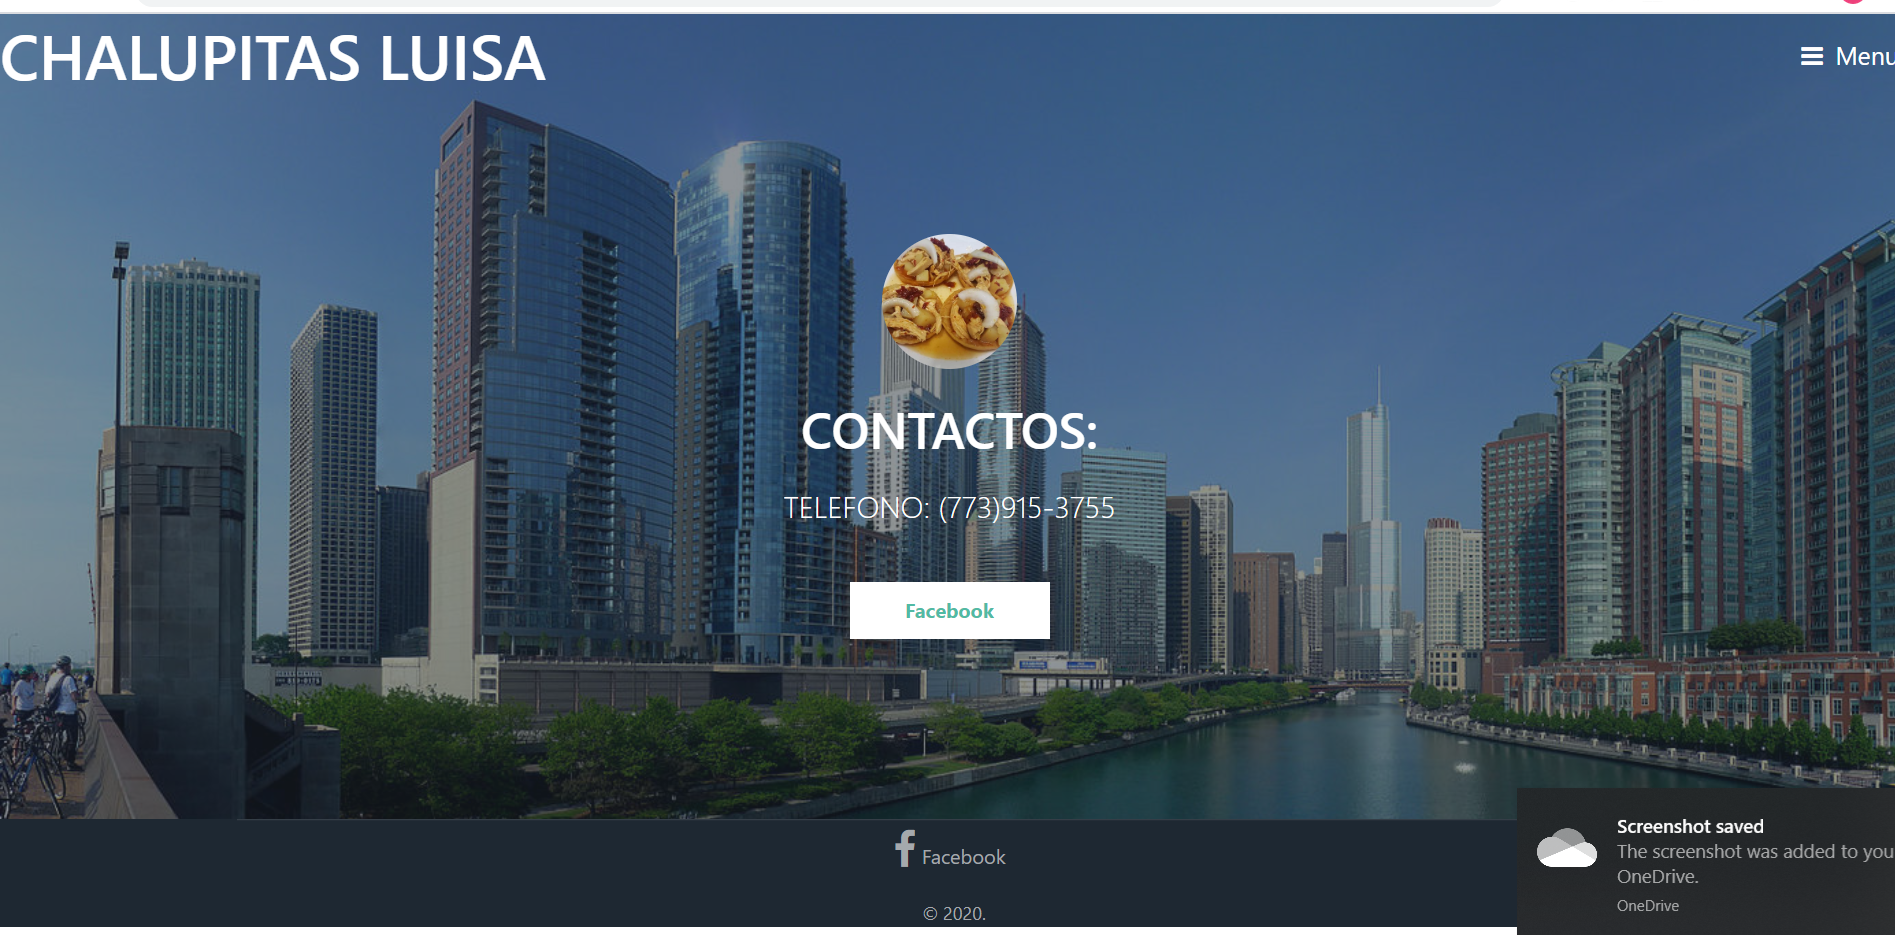 CHALUPITAS LUISA
Menu
CONTACTOS:
TELEFONO: (773)915-3755
Facebook
Facebook
© 2020.
Screenshot saved
The screenshot was added to you
OneDrive.
OneDrive